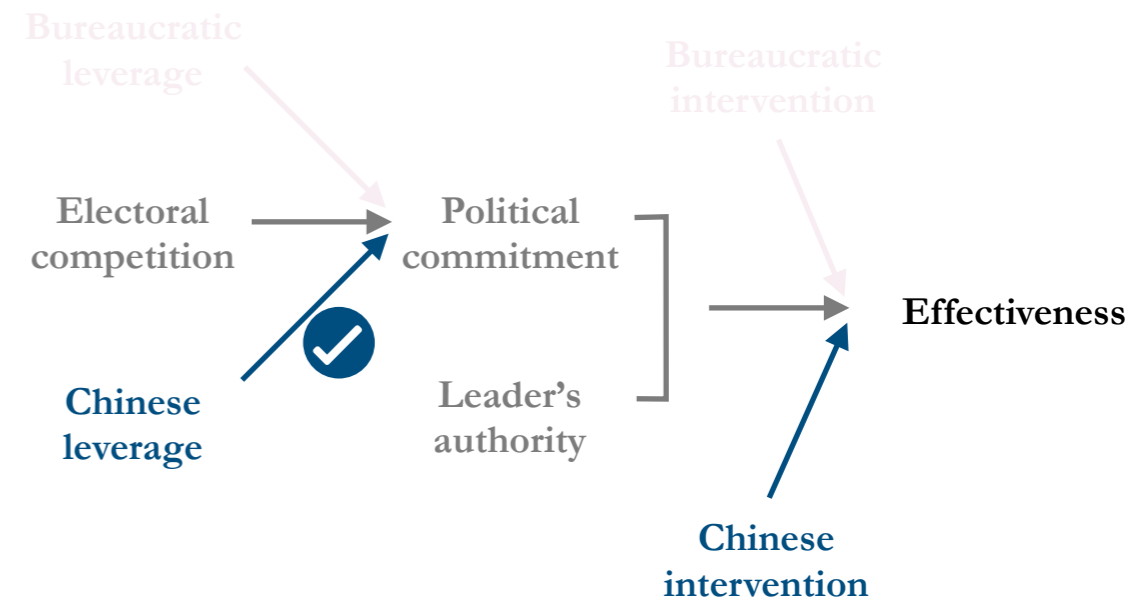 Bureaucratic
leverage
Bureaucratic
intervention
Electoral
competition
Political
commitment
Effectiveness
Chinese
leverage
Leader’s
authority
Chinese
intervention